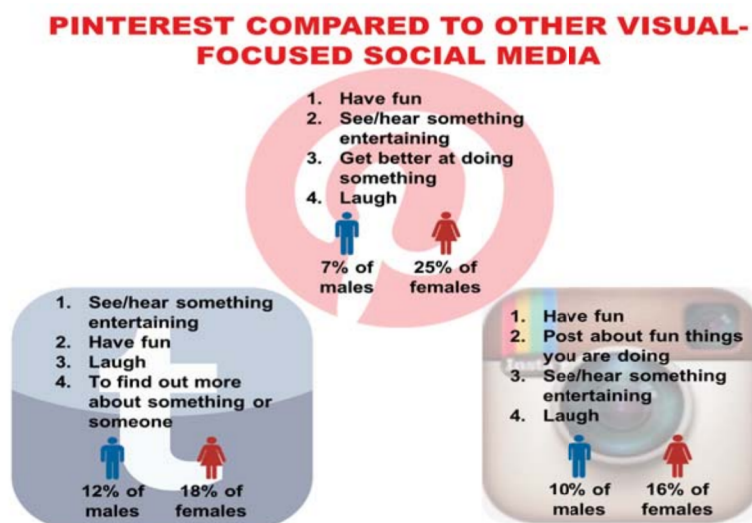 PINTEREST COMPARED TO OTHER VISUAL-
FOCUSED SOCIAL MEDIA
1. Have fun
2. See/hear something
entertaining
3. Get better at doing
something
4. Laugh
7% of
males
25% of
females
1. See/hear something
entertaining
2. Have fun
3. Laugh
4. To find out more
about something or
someone
12% of
males
18% of
females
Inst
1. Have fun
2. Post about fun things
you are doing
3. See/hear something
entertaining
4. Laugh
10% of
males
16% of
females